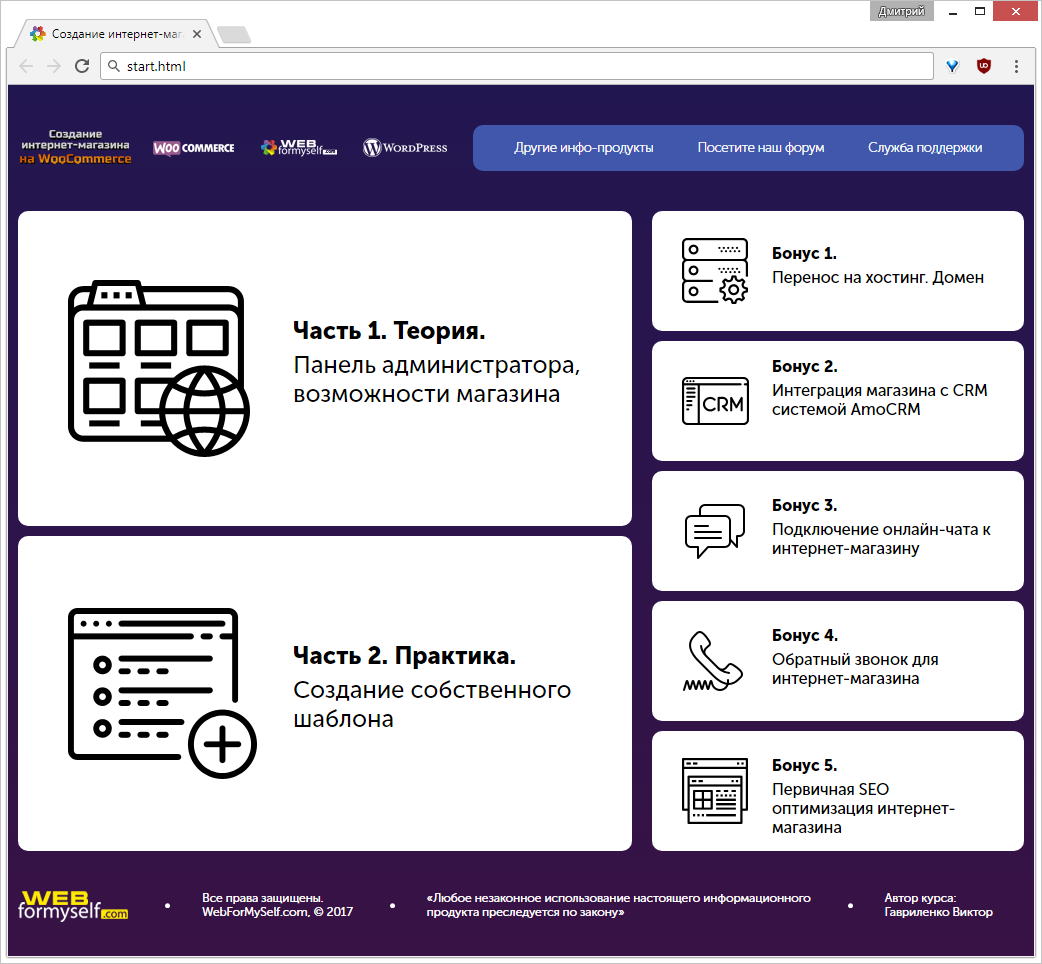 Дмитрий
Создание интернет-маг
start.html
Создание
интернет-магазина
на WooCommerce
WOO COMMERCE
WEB
formyself.com
WORDPRESS
Другие инфо-продукты
Посетите наш форум
Служба поддержки
Часть 1. Теория.
Панель администратора,
возможности магазина
Часть 2. Практика.
Создание собственного
шаблона
Бонус 1.
Перенос на хостинг. Домен
CRM
Бонус 2.
Интеграция магазина с CRM
системой AmoCRM
Бонус 3.
Подключение онлайн-чата к
интернет-магазину
Бонус 4.
Обратный звонок для
интернет-магазина
Бонус 5.
Первичная SEO
оптимизация интернет-
магазина
WEB
formyself.com
Все права защищены.
WebForMySelf.com, © 2017
«Любое незаконное использование настоящего информационного
продукта преследуется по закону»
Автор курса:
Гавриленко Виктор